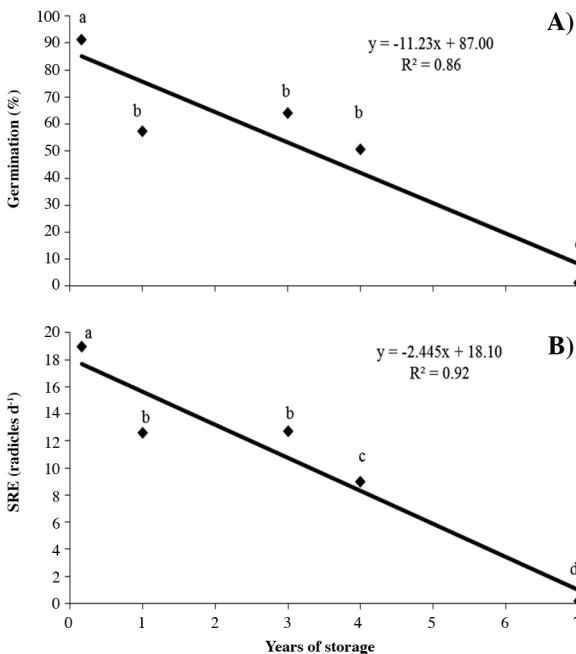 A)
y = -11.23x + 87.00
R² = 0.86
Germination (%)
100
90
80
70
60
50
40
30
20
10
0
a
b
b
b
B)
y = -2.445x + 18.10
R² = 0.92
SRE (radicles d⁻¹)
20
18
16
14
12
10
8
6
4
2
0
a
b
b
c
d
0 1 2 3 4 5 6 7
Years of storage